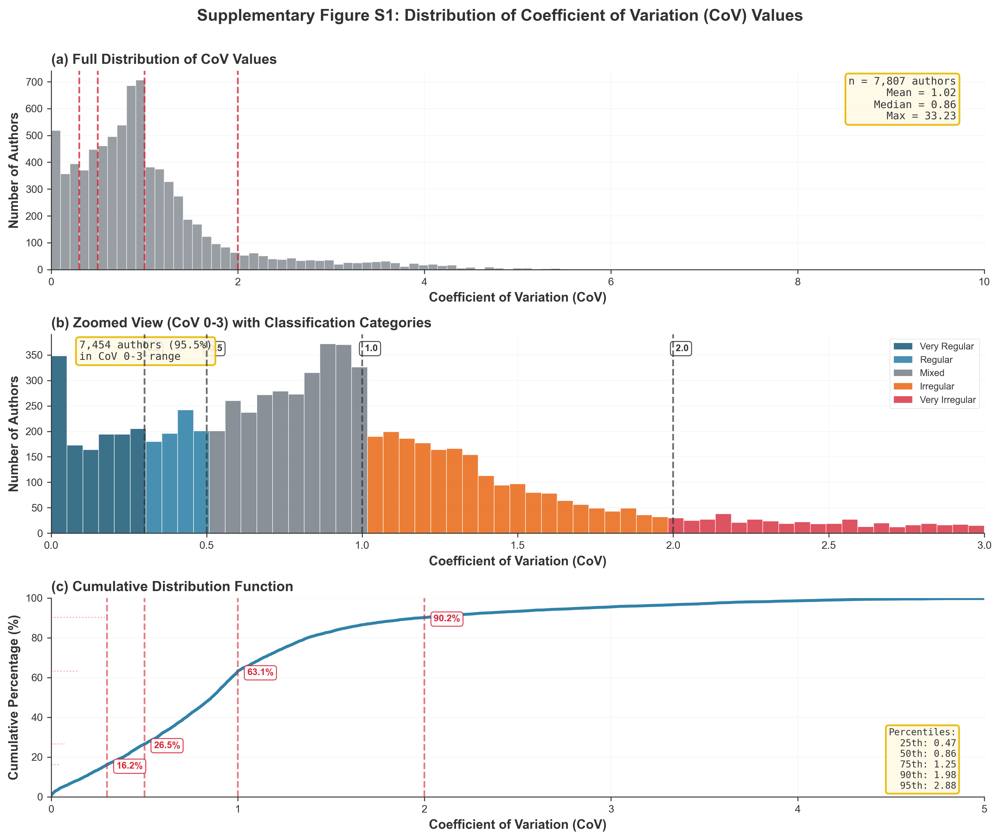 Supplementary Figure S1: Distribution of Coefficient of Variation (CoV) Values
(a) Full Distribution of CoV Values
Number of Authors
700
600
500
400
300
200
100
0
n = 7,807 authors
Mean = 1.02
Median = 0.86
Max = 33.23
0 2 4 6 8 10
Coefficient of Variation (CoV)
(b) Zoomed View (CoV 0-3) with Classification Categories
Number of Authors
350
300
250
200
150
100
50
0
7,454 authors (95.5%)
in CoV 0-3 range
0.3
0.5
1.0
2.0
Very Regular
Regular
Mixed
Irregular
Very Irregular
0.0 0.5 1.0 1.5 2.0 2.5 3.0
Coefficient of Variation (CoV)
(c) Cumulative Distribution Function
Cumulative Percentage (%)
100
80
60
40
20
0
90.2%
63.1%
26.5%
16.2%
Percentiles:
25th: 0.47
50th: 0.86
75th: 1.25
90th: 1.98
95th: 2.88
0 1 2 3 4 5
Coefficient of Variation (CoV)